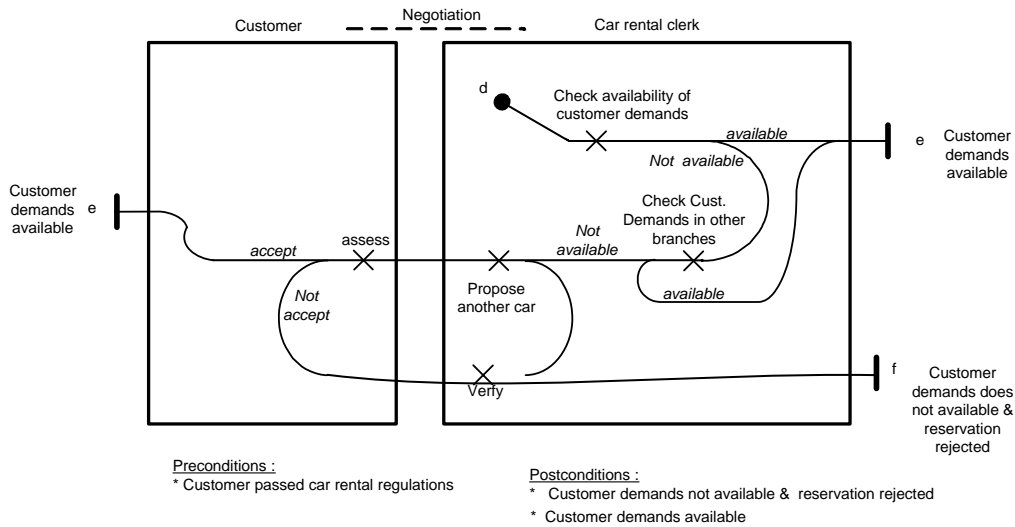 Negotiation
Customer
Car rental clerk
d
Check availability of
customer demands
available
Not available
e
Customer
demands
available
Customer
demands
available
e
Check Cust.
Demands in other
branches
Not
available
assess
accept
available
Propose
another car
Not
accept
Verfy
f
Customer
demands does
not available &
reservation
rejected
Preconditions :
* Customer passed car rental regulations
Postconditions :
* Customer demands not available & reservation rejected
* Customer demands available